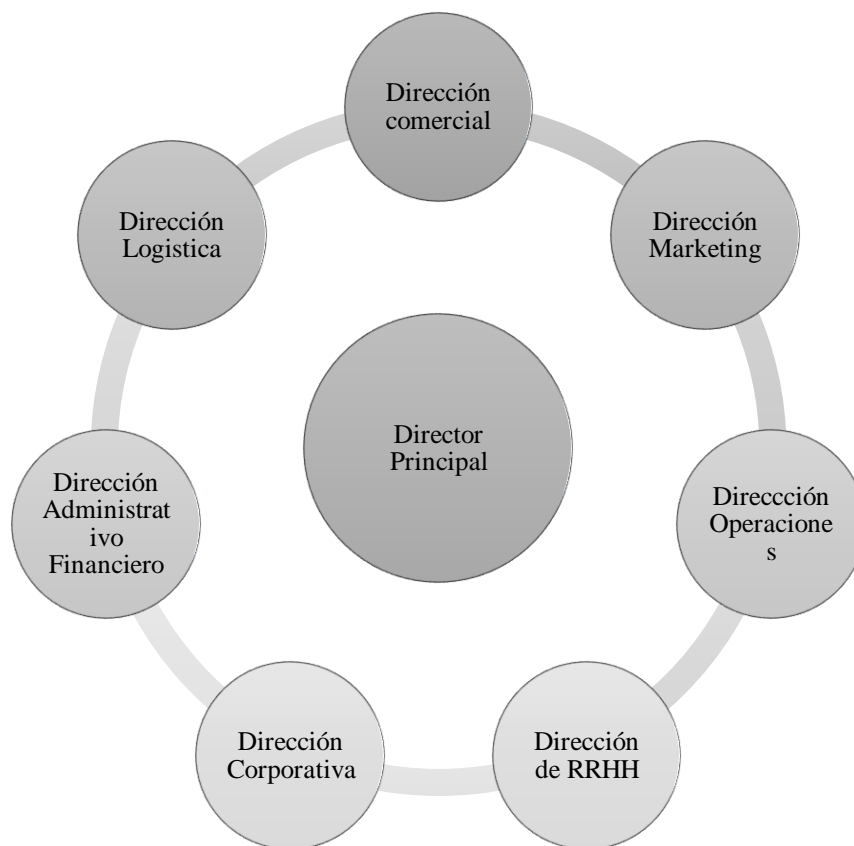 Dirección
comercial
Dirección
Marketing
Direccción
Operacione
s
Dirección
de RRHH
Dirección
Corporativa
Dirección
Administrat
ivo
Financiero
Dirección
Logistica
Director
Principal